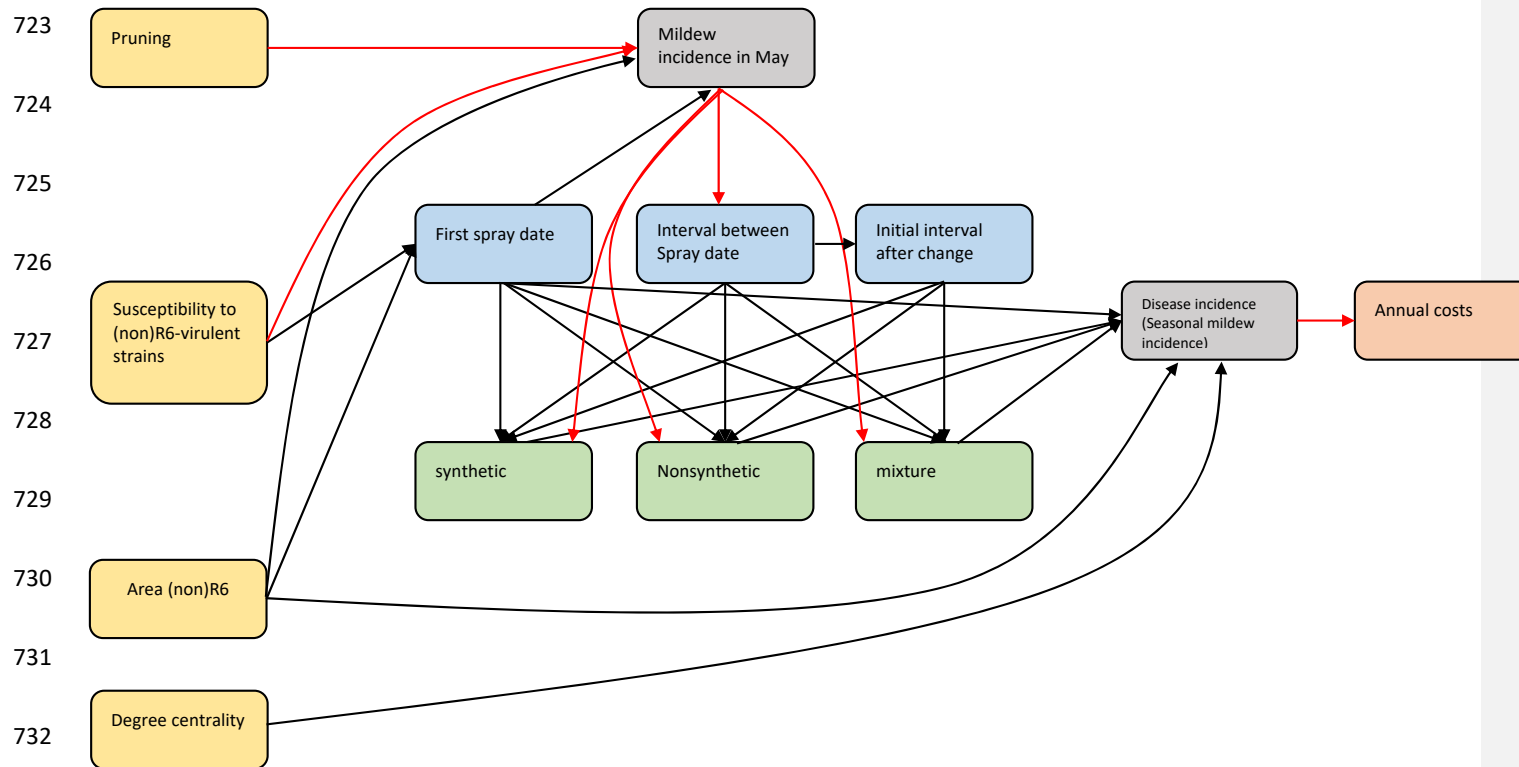 723
Pruning
Mildew
incidence in May
724
725
First spray date
Interval between
Spray date
Initial interval
after change
726
Susceptibility to
(non)R6-virulent
strains
Disease incidence
(Seasonal mildew
incidence)
Annual costs
727
728
synthetic
Nonsynthetic
mixture
729
730
Area (non)R6
731
Degree centrality
732